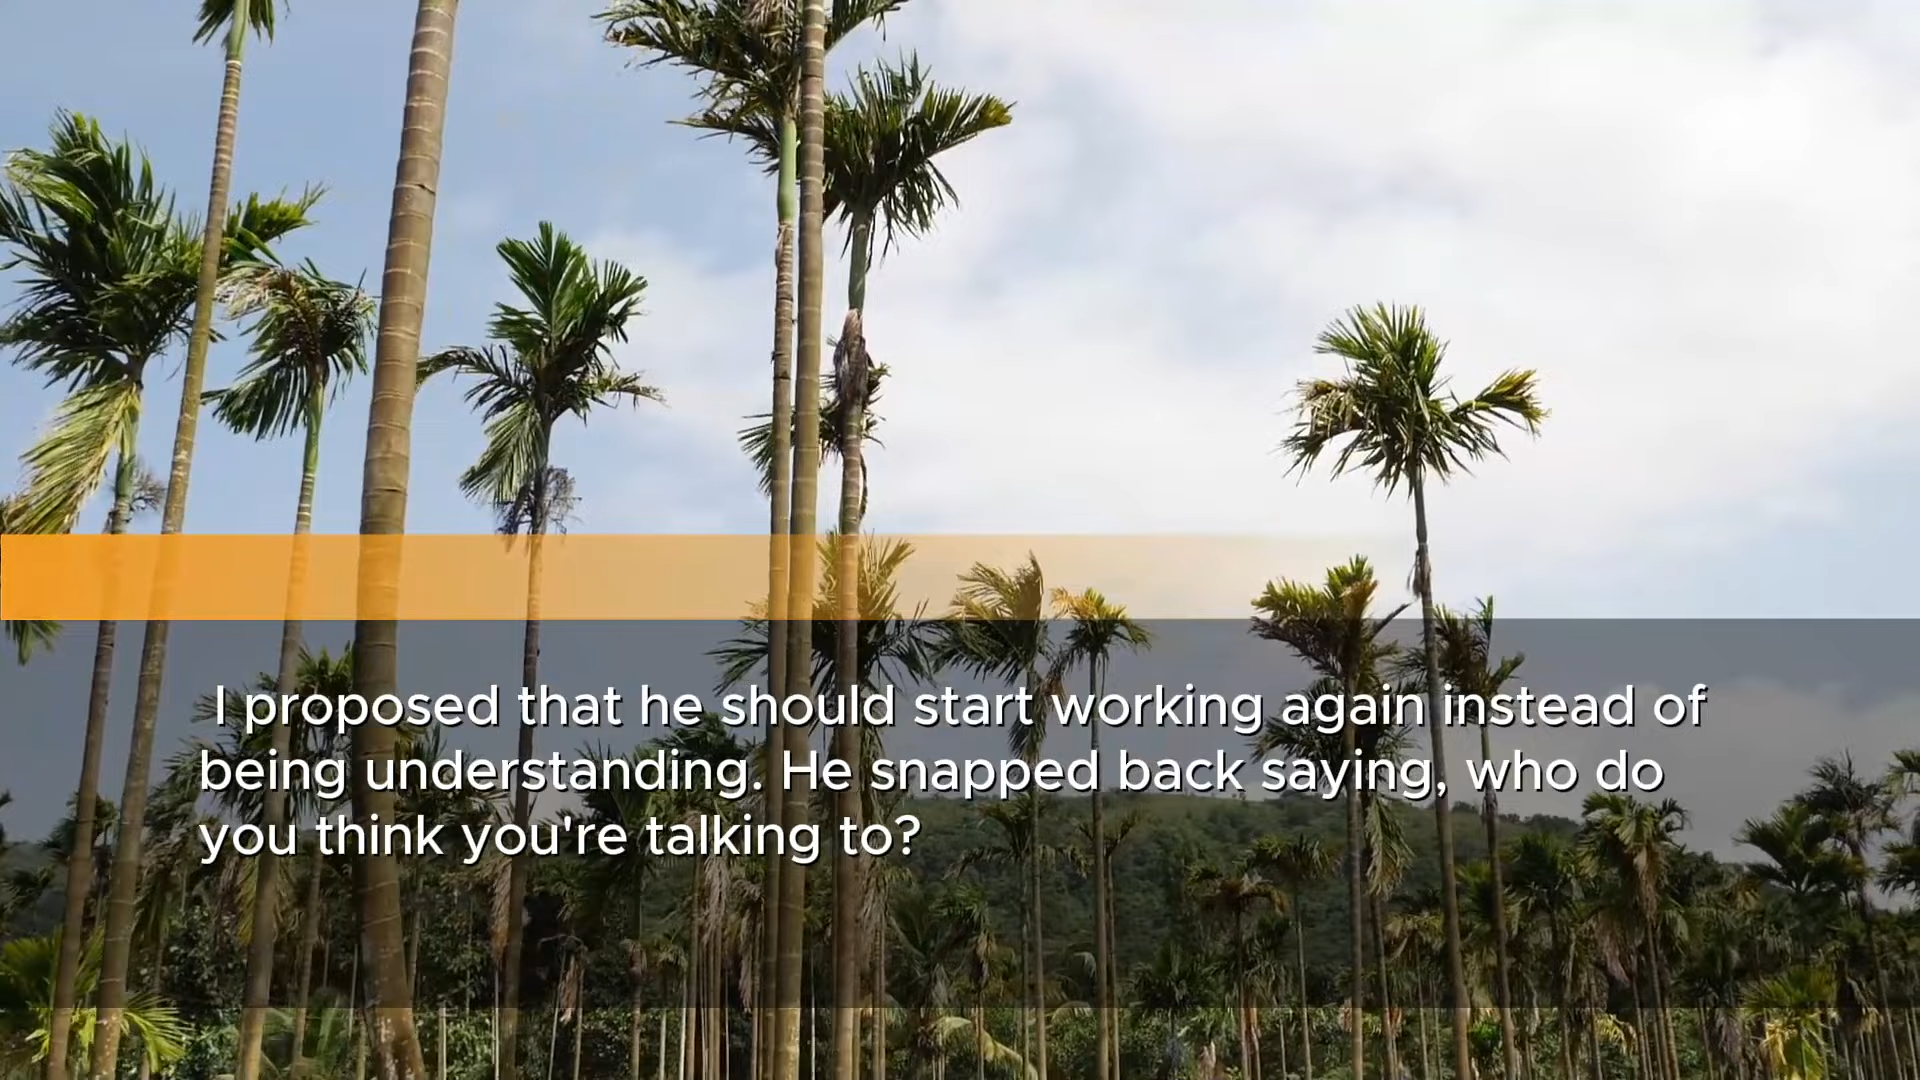 I proposed that he should start working again instead of
being understanding. He snapped back saying, who do
you think you're talking to?